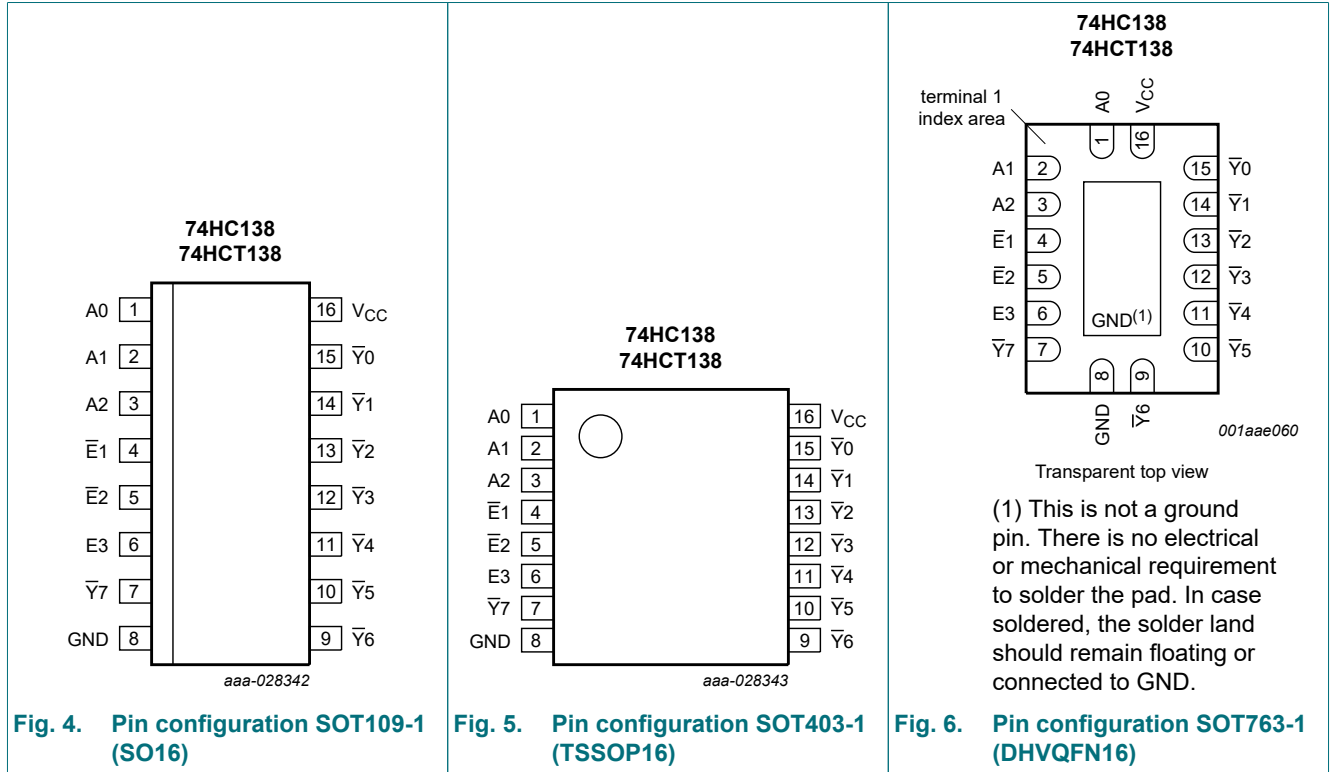 74HC138
74HCT138
A0 1
A1 2
A2 3
E̅1 4
E̅2 5
E3 6
Y̅7 7
GND 8
16 VCC
15 Y̅0
14 Y̅1
13 Y̅2
12 Y̅3
11 Y̅4
10 Y̅5
9 Y̅6
aaa-028342
Fig. 4. Pin configuration SOT109-1
(SO16)
74HC138
74HCT138
A0 1
A1 2
A2 3
E̅1 4
E̅2 5
E3 6
Y̅7 7
GND 8
16 VCC
15 Y̅0
14 Y̅1
13 Y̅2
12 Y̅3
11 Y̅4
10 Y̅5
9 Y̅6
aaa-028343
Fig. 5. Pin configuration SOT403-1
(TSSOP16)
74HC138
74HCT138
terminal 1
index area
A0 VCC
1 16
A1 2
A2 3
E̅1 4
E̅2 5
E3 6
Y̅7 7
15 Y̅0
14 Y̅1
13 Y̅2
12 Y̅3
11 Y̅4
10 Y̅5
GND(1)
8 9
GND Y̅6
001aae060
Transparent top view
(1) This is not a ground
pin. There is no electrical
or mechanical requirement
to solder the pad. In case
soldered, the solder land
should remain floating or
connected to GND.
Fig. 6. Pin configuration SOT763-1
(DHVQFN16)